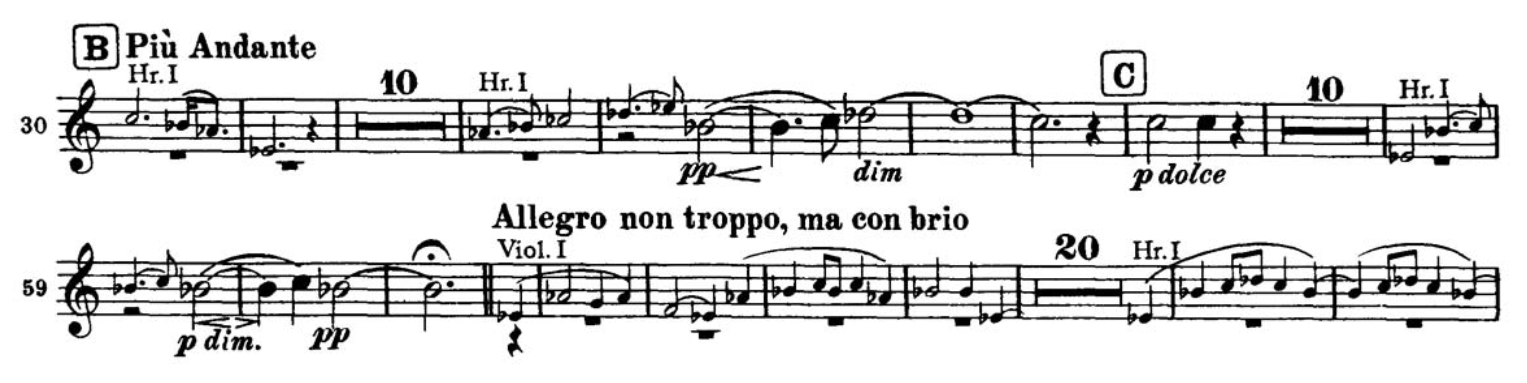 B Più Andante
Hr. I 10 Hr. I C 10 Hr. I
30
pp dim p dolce
Allegro non troppo, ma con brio
Viol. I 20 Hr. I
59
p dim. pp